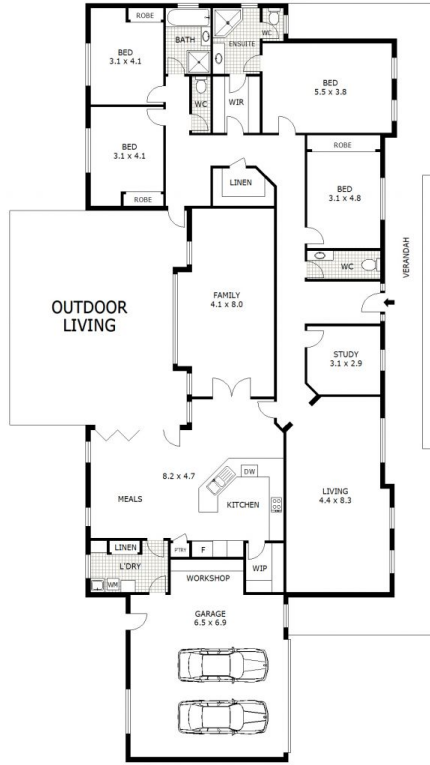 ROBE
BED
3.1 x 4.1
BATH
ENSUITE
WC
BED
5.5 x 3.8
WC
WIR
BED
3.1 x 4.1
ROBE
LINEN
ROBE
BED
3.1 x 4.8
WC
VERANDAH
OUTDOOR
LIVING
FAMILY
4.1 x 8.0
STUDY
3.1 x 2.9
8.2 x 4.7
MEALS
DW
KITCHEN
LIVING
4.4 x 8.3
LINEN
L'DRY
WM
PTRY
F
WIP
WORKSHOP
GARAGE
6.5 x 6.9